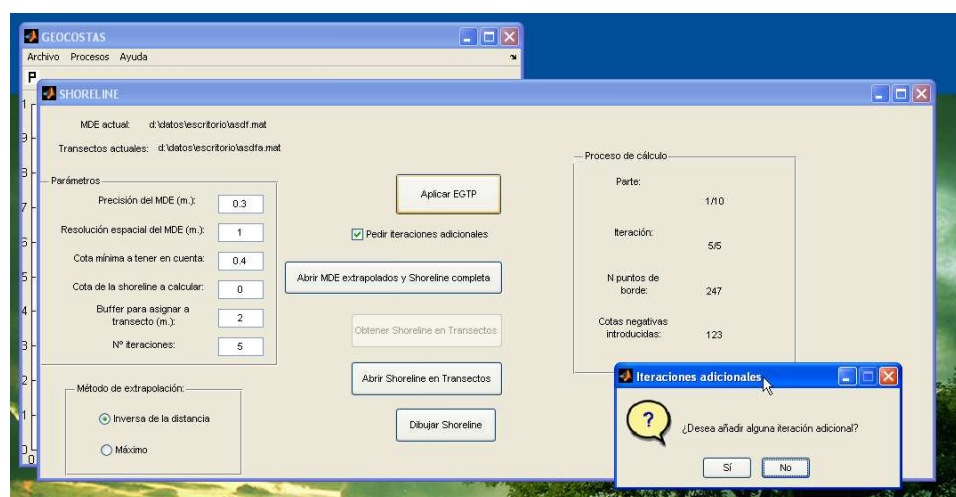 GEOCOSTAS
Archivo Procesos Ayuda
SHORELINE
MDE actual: d:\datos\escritorio\asdf.mat
Transectos actuales: d:\datos\escritorio\asdfa.mat
Parámetros
Precisión del MDE (m.): 0.3
Resolución espacial del MDE (m.): 1
Cota mínima a tener en cuenta: 0.4
Cota de la shoreline a calcular: 0
Buffer para asignar a
transecto (m.): 2
Nº iteraciones: 5
Método de extrapolación:
Inversa de la distancia
Máximo
Aplicar EGTP
Pedir iteraciones adicionales
Abrir MDE extrapolados y Shoreline completa
Obtener Shoreline en Transectos
Abrir Shoreline en Transectos
Dibujar Shoreline
Proceso de cálculo
Parte:
1/10
Iteración:
5/5
N puntos de
borde: 247
Cotas negativas
introducidas: 123
Iteraciones adicionales
¿Desea añadir alguna iteración adicional?
Sí No